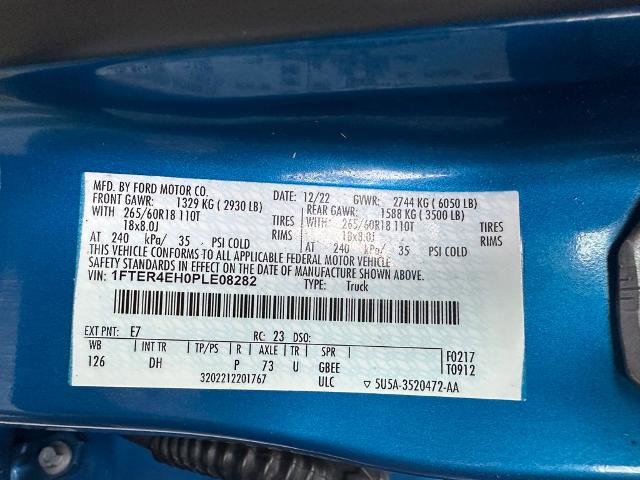 MFD. BY FORD MOTOR CO. DATE: 12/22 GVWR: 2744 KG ( 6050 LB)
FRONT GAWR: 1329 KG ( 2930 LB) REAR GAWR: 1588 KG ( 3500 LB)
WITH 265/60R18 110T TIRES WITH 265/60R18 110T TIRES
18x8.0J RIMS 18x8.0J RIMS
AT 240 kPa/ 35 PSI COLD AT 240 kPa/ 35 PSI COLD
THIS VEHICLE CONFORMS TO ALL APPLICABLE FEDERAL MOTOR VEHICLE
SAFETY STANDARDS IN EFFECT ON THE DATE OF MANUFACTURE SHOWN ABOVE.
VIN: 1FTER4EH0PLE08282 TYPE: Truck
EXT PNT: E7 RC: 23 DSO:
WB INT TR TP/PS R AXLE TR SPR F0217
126 DH P 73 U GBEE T0912
3202212201767 ULC ▽ 5U5A-3520472-AA